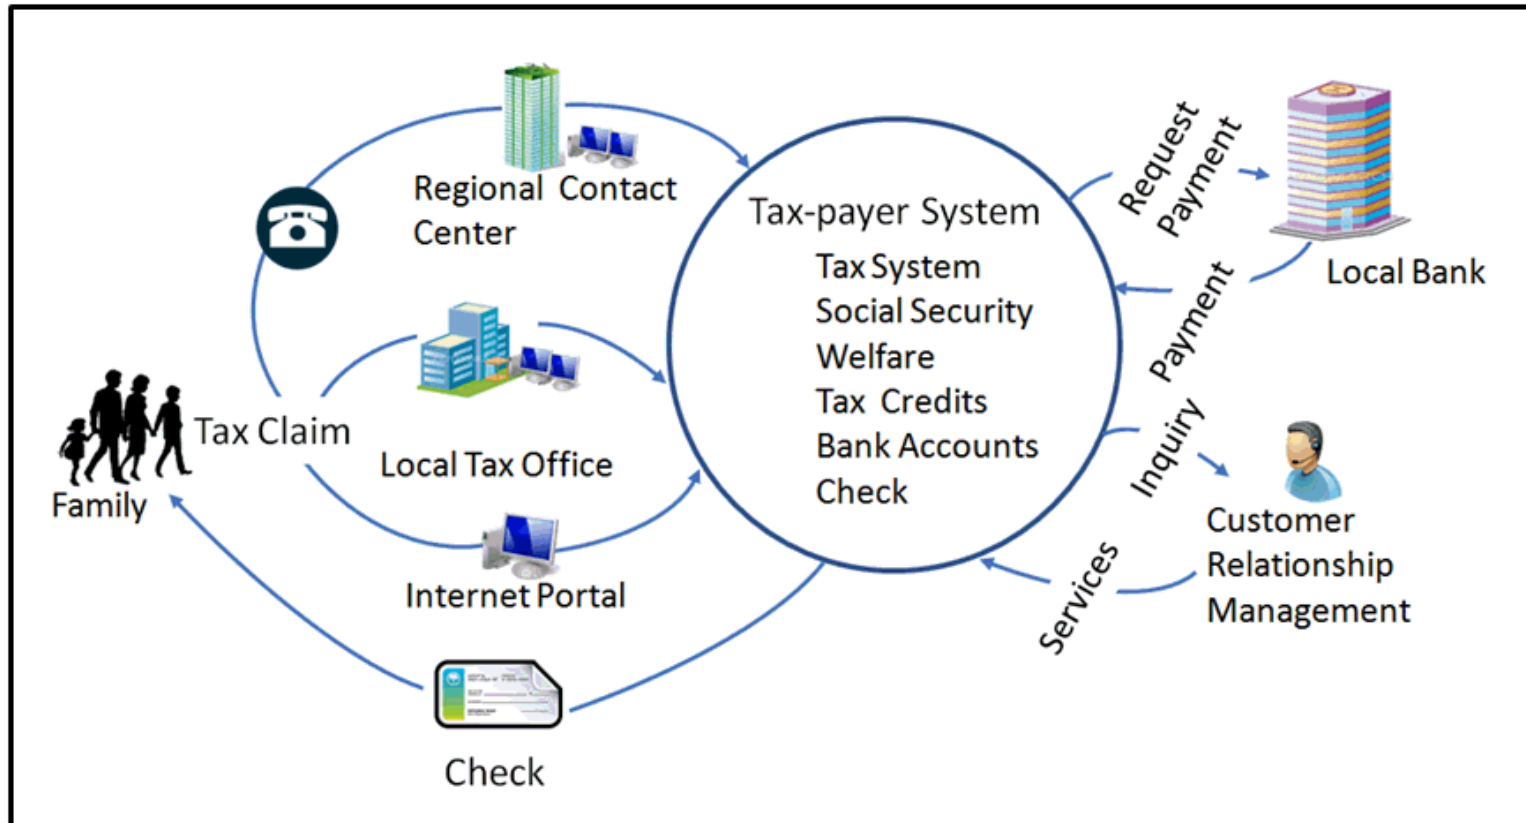 Regional Contact
Center
Tax-payer System
Tax System
Social Security
Welfare
Tax Credits
Bank Accounts
Check
Request
Payment
Local Bank
Payment
Family
Tax Claim
Local Tax Office
Internet Portal
Inquiry
Services
Customer
Relationship
Management
Check